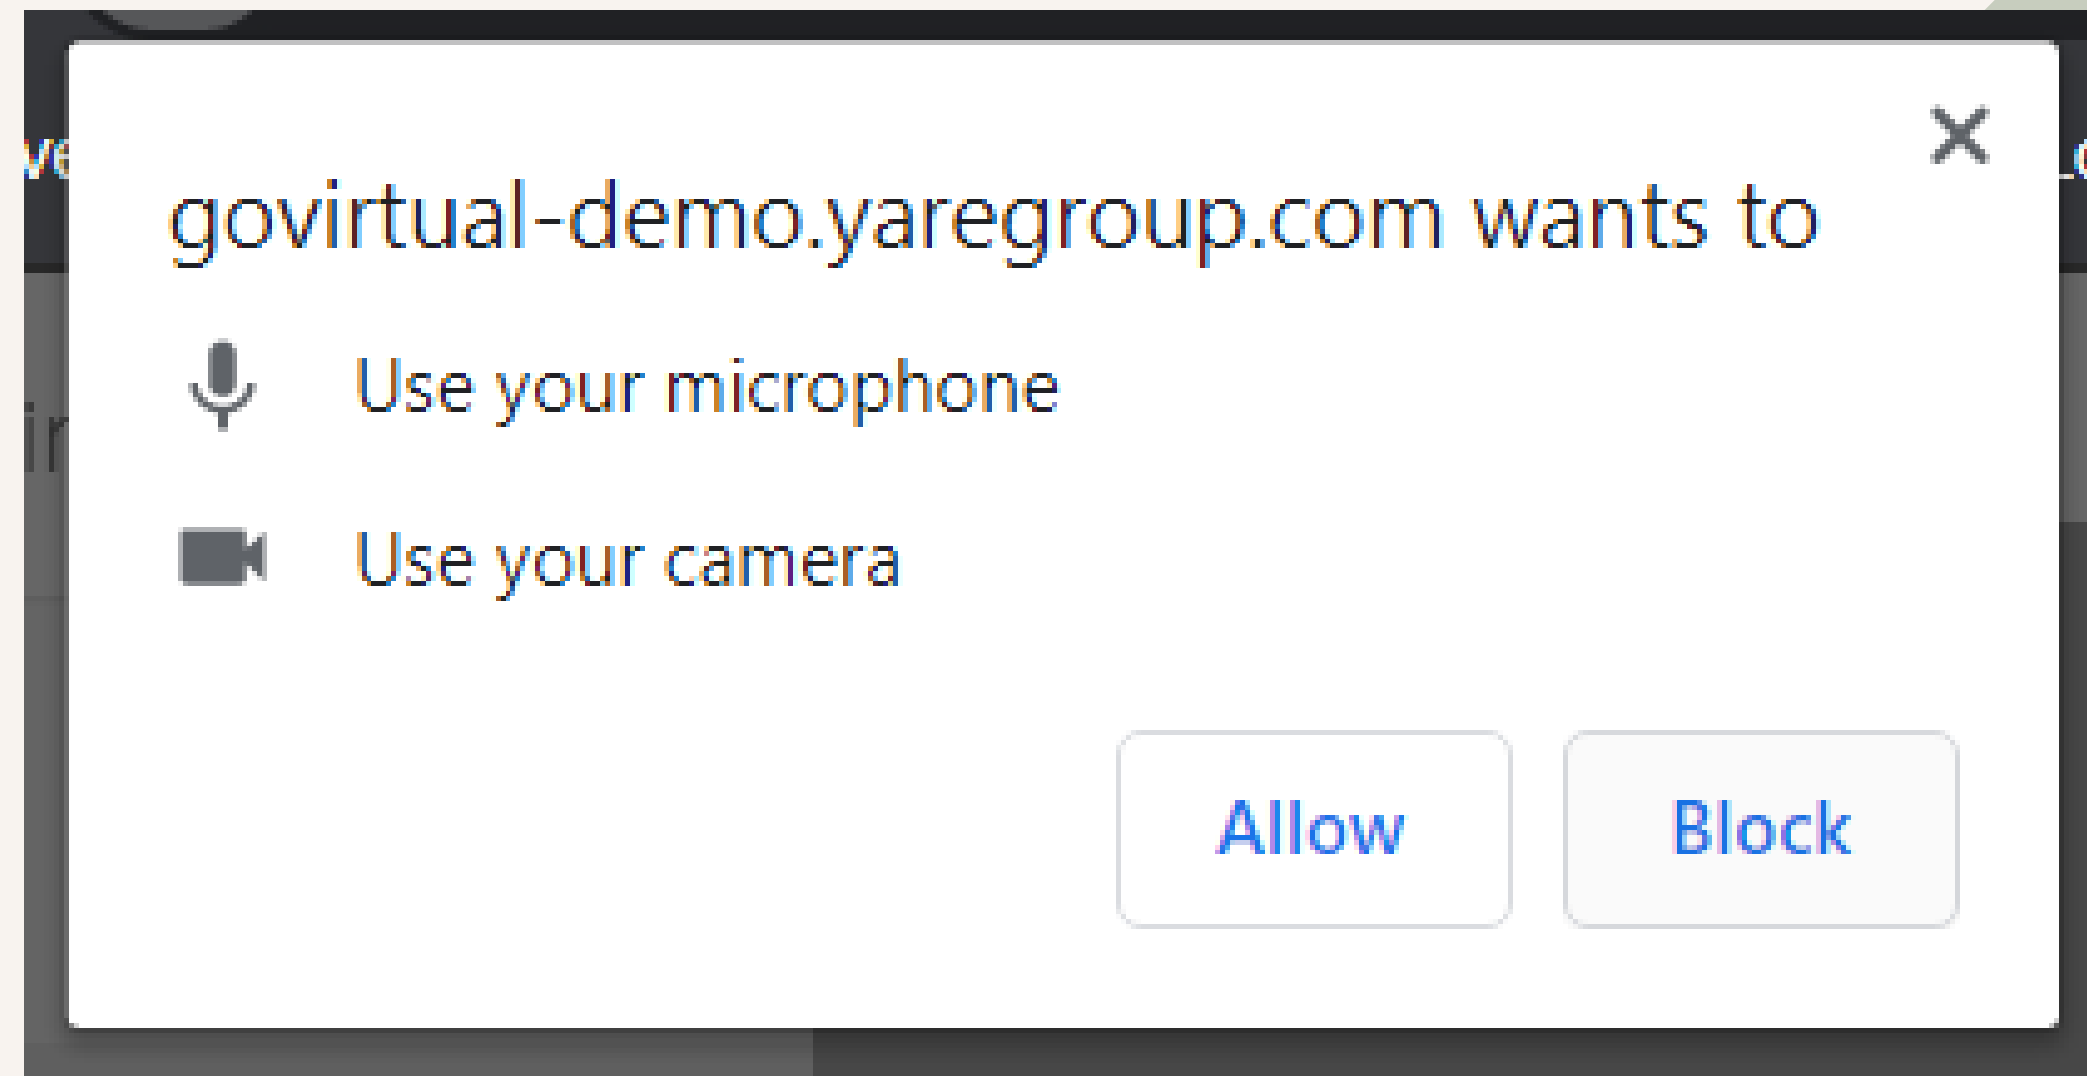 govirtual-demo.yaregroup.com wants to
Use your microphone
Use your camera
Allow Block